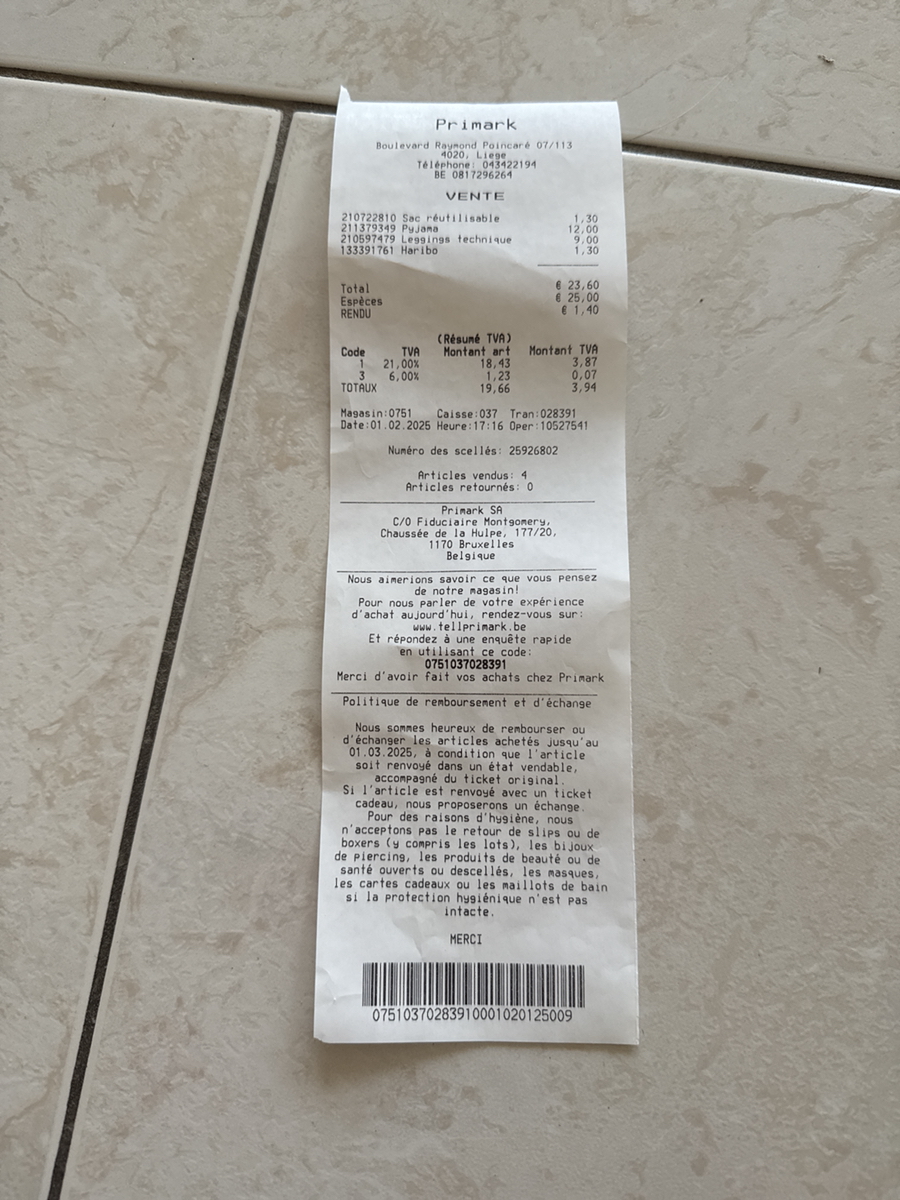 Primark
Boulevard Raymond Poincaré 07/113
4020, Liege
Téléphone: 043422194
BE 0817296264
VENTE
210722810 Sac réutilisable 1,30
211379349 Pyjama 12,00
210597479 Leggings technique 9,00
133391761 Haribo 1,30
Total € 23,60
Espèces € 25,00
RENDU € 1,40
(Résumé TVA)
Code TVA Montant art Montant TVA
1 21,00% 18,43 3,87
3 6,00% 1,23 0,07
TOTAUX 19,66 3,94
Magasin:0751 Caisse:037 Tran:028391
Date:01.02.2025 Heure:17:16 Oper:10527541
Numéro des scellés: 25926802
Articles vendus: 4
Articles retournés: 0
Primark SA
C/O Fiduciaire Montgomery,
Chaussée de la Hulpe, 177/20,
1170 Bruxelles
Belgique
Nous aimerions savoir ce que vous pensez
de notre magasin!
Pour nous parler de votre expérience
d'achat aujourd'hui, rendez-vous sur:
www.tellprimark.be
Et répondez à une enquête rapide
en utilisant ce code:
0751037028391
Merci d'avoir fait vos achats chez Primark
Politique de remboursement et d'échange
Nous sommes heureux de rembourser ou
d'échanger les articles achetés jusqu'au
01.03.2025, à condition que l'article
soit renvoyé dans un état vendable,
accompagné du ticket original.
Si l'article est renvoyé avec un ticket
cadeau, nous proposerons un échange.
Pour des raisons d'hygiène, nous
n'acceptons pas le retour de slips ou de
boxers (y compris les lots), les bijoux
de piercing, les produits de beauté ou de
santé ouverts ou descellés, les masques,
les cartes cadeaux ou les maillots de bain
si la protection hygiénique n'est pas
intacte.
MERCI
07510370283910001020125009